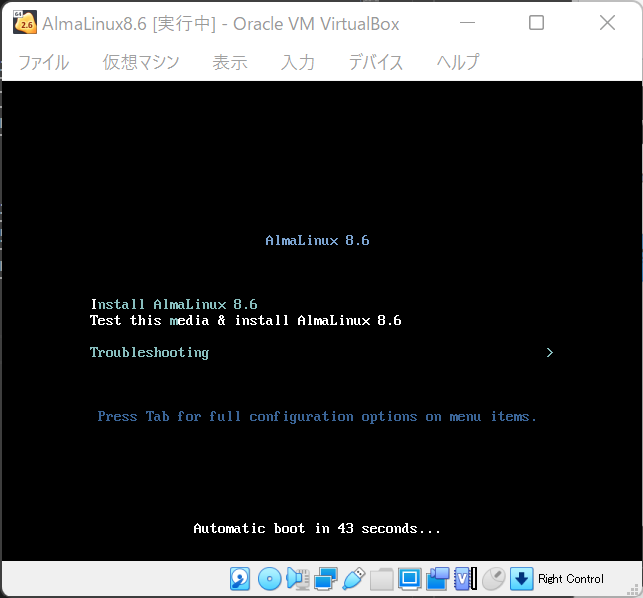 AlmaLinux8.6 [実行中] - Oracle VM VirtualBox
ファイル 仮想マシン 表示 入力 デバイス ヘルプ
AlmaLinux 8.6
Install AlmaLinux 8.6
Test this media & install AlmaLinux 8.6
Troubleshooting >
Press Tab for full configuration options on menu items.
Automatic boot in 43 seconds...
Right Control